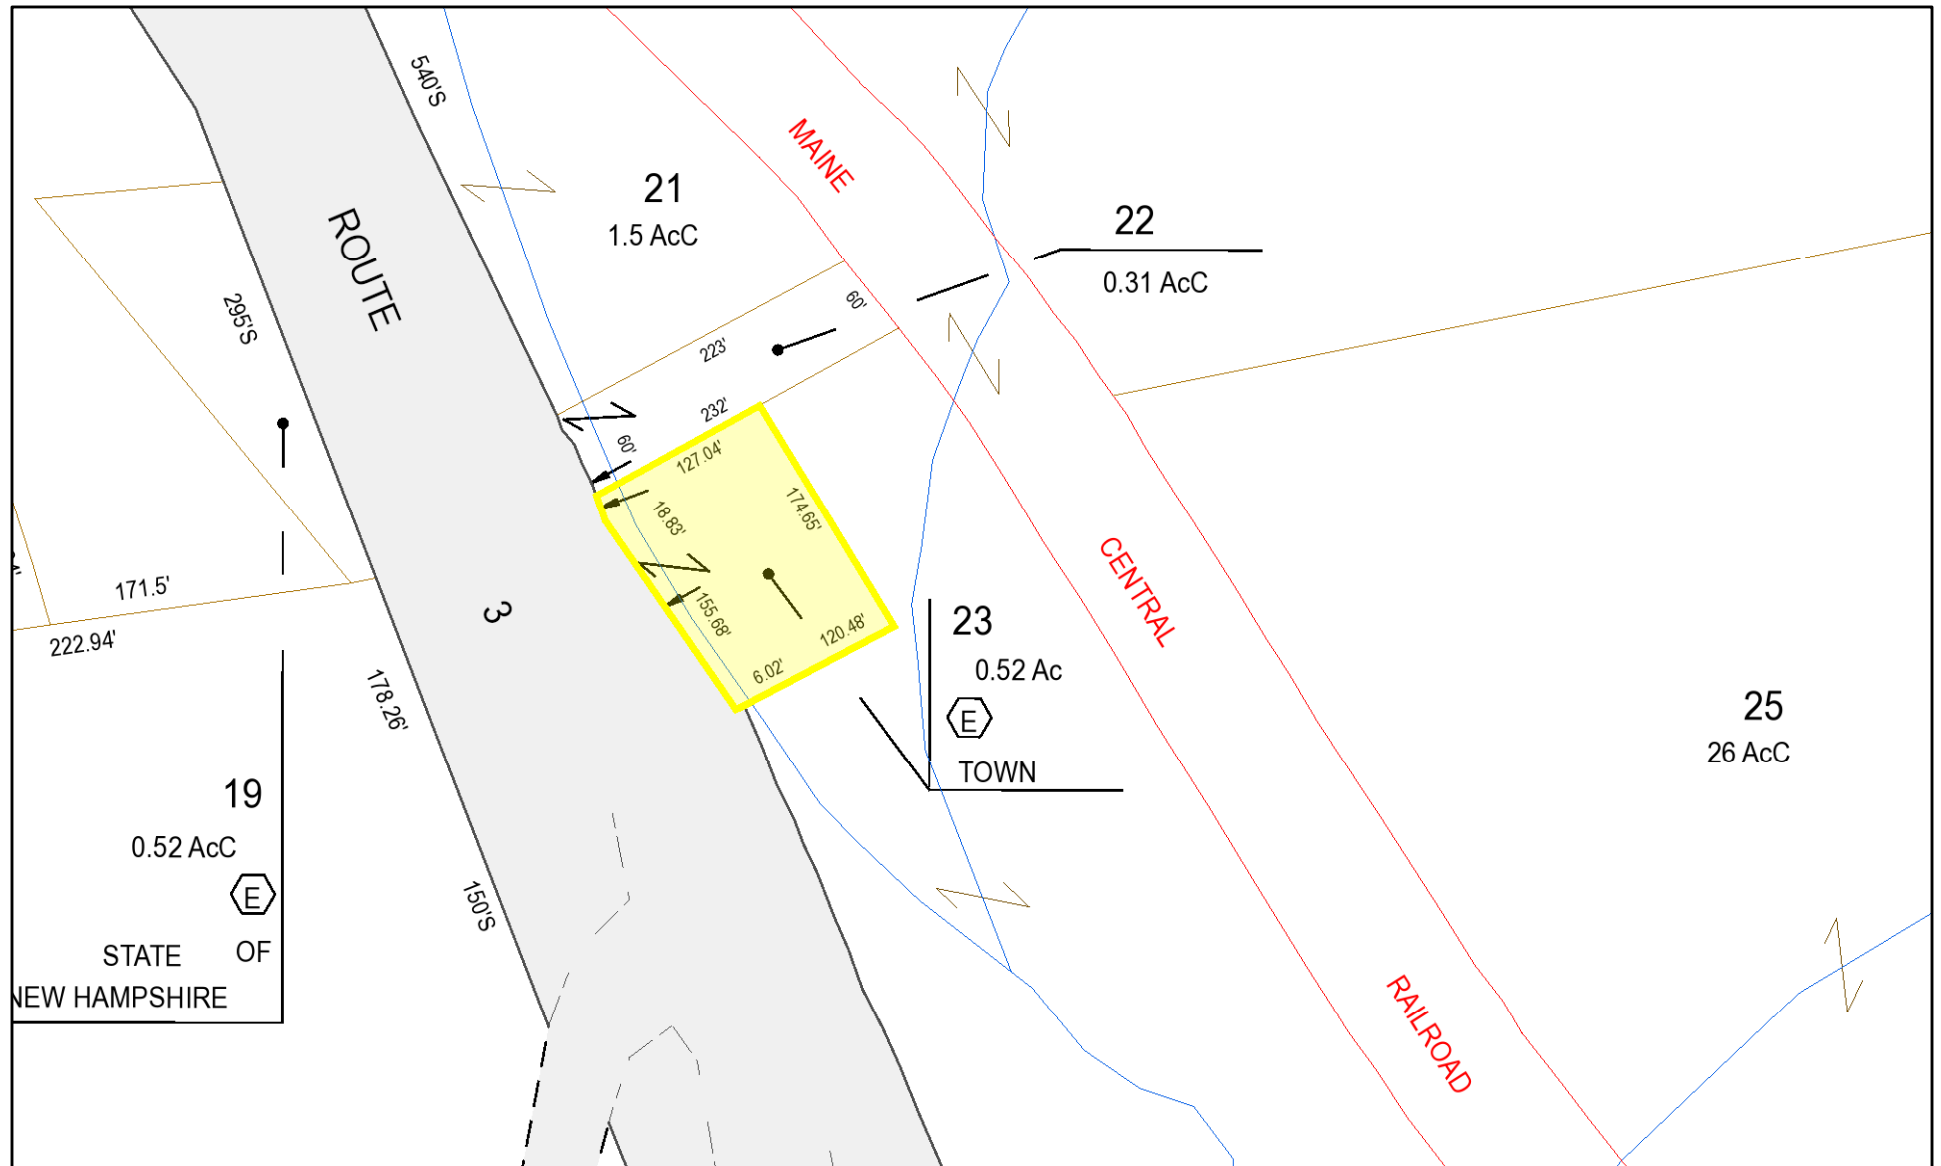 540'S
MAINE
21
1.5 AcC
22
0.31 AcC
ROUTE
295'S
60'
223'
232'
60'
127.04'
174.65'
18.83'
171.5'
222.94'
3
155.68'
120.48'
6.02'
CENTRAL
23
0.52 Ac
E
TOWN
178.26'
25
26 AcC
19
0.52 AcC
E
150'S
STATE OF
NEW HAMPSHIRE
RAILROAD